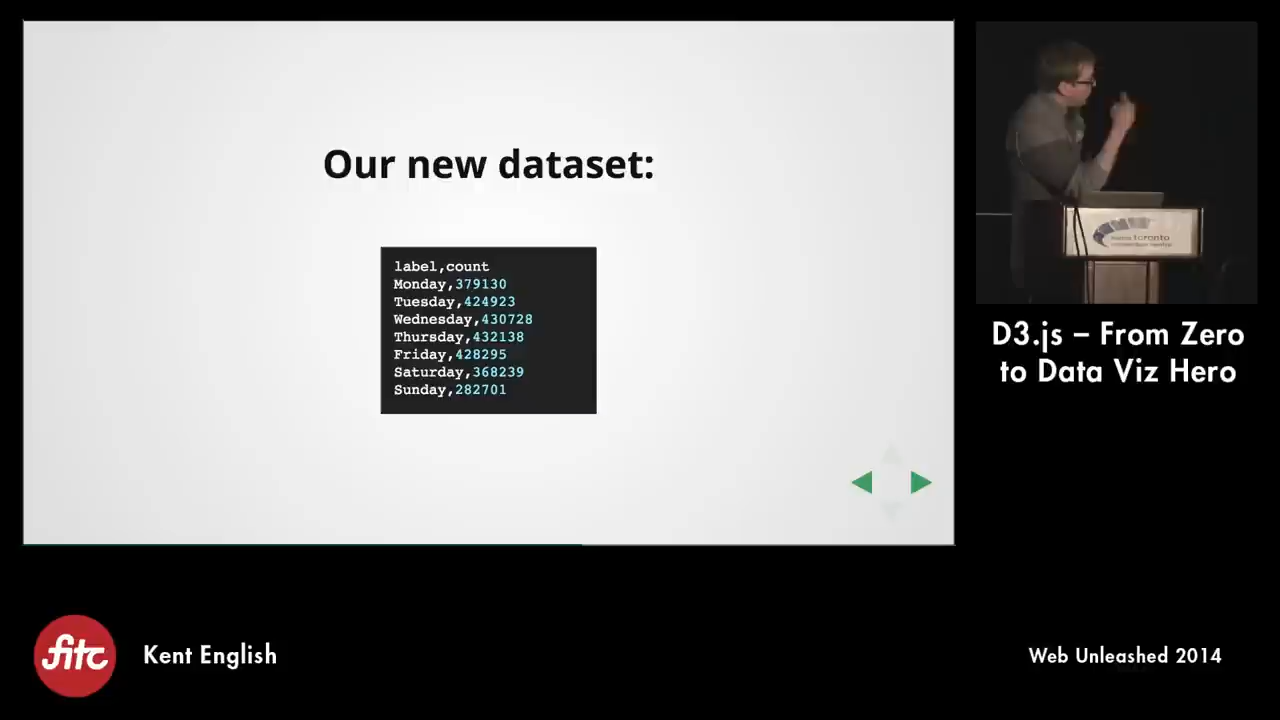 Our new dataset:
label,count
Monday,379130
Tuesday,424923
Wednesday,430728
Thursday,432138
Friday,428295
Saturday,368239
Sunday,282701
toronto
D3.js – From Zero
to Data Viz Hero
fitc
Kent English
Web Unleashed 2014